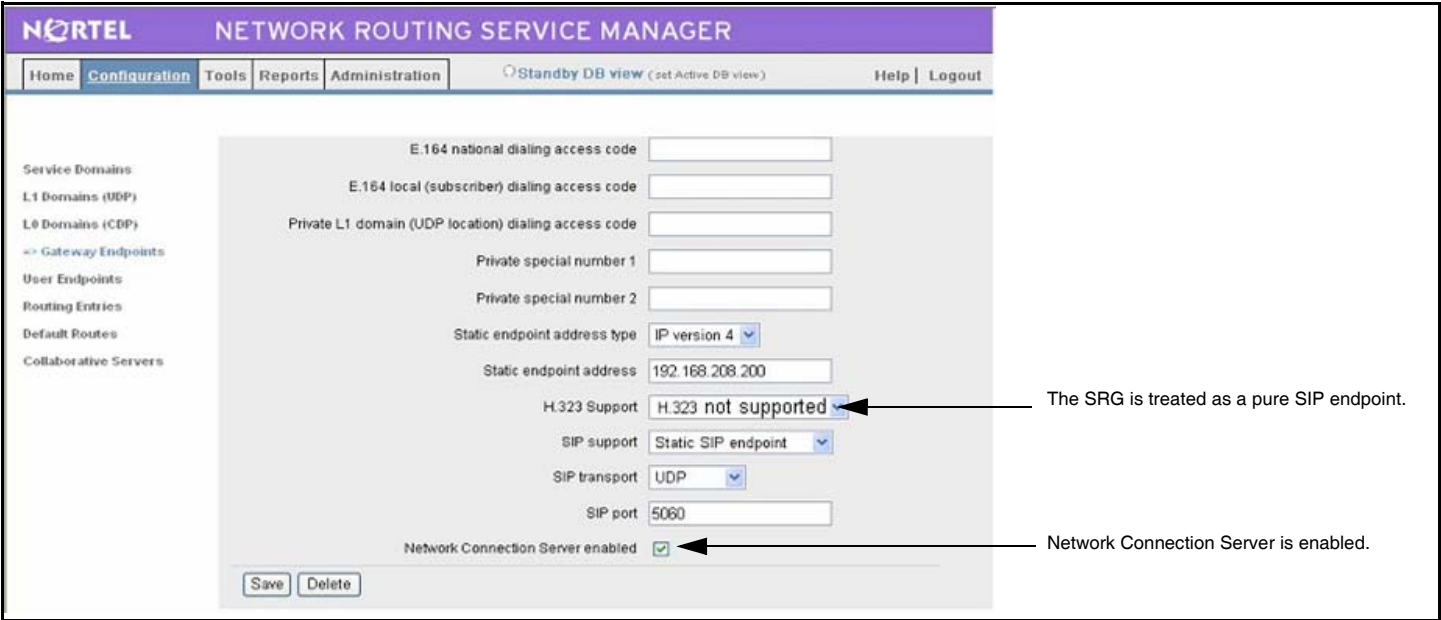 NORTEL NETWORK ROUTING SERVICE MANAGER
Home Configuration Tools Reports Administration Standby DB view ( set Active DB view ) Help | Logout
Service Domains
L1 Domains (UDP)
L0 Domains (CDP)
=> Gateway Endpoints
User Endpoints
Routing Entries
Default Routes
Collaborative Servers
E.164 national dialing access code
E.164 local (subscriber) dialing access code
Private L1 domain (UDP location) dialing access code
Private special number 1
Private special number 2
Static endpoint address type IP version 4
Static endpoint address 192.168.208.200
H.323 Support H.323 not supported
SIP support Static SIP endpoint
SIP transport UDP
SIP port 5060
Network Connection Server enabled
Save Delete
The SRG is treated as a pure SIP endpoint.
Network Connection Server is enabled.